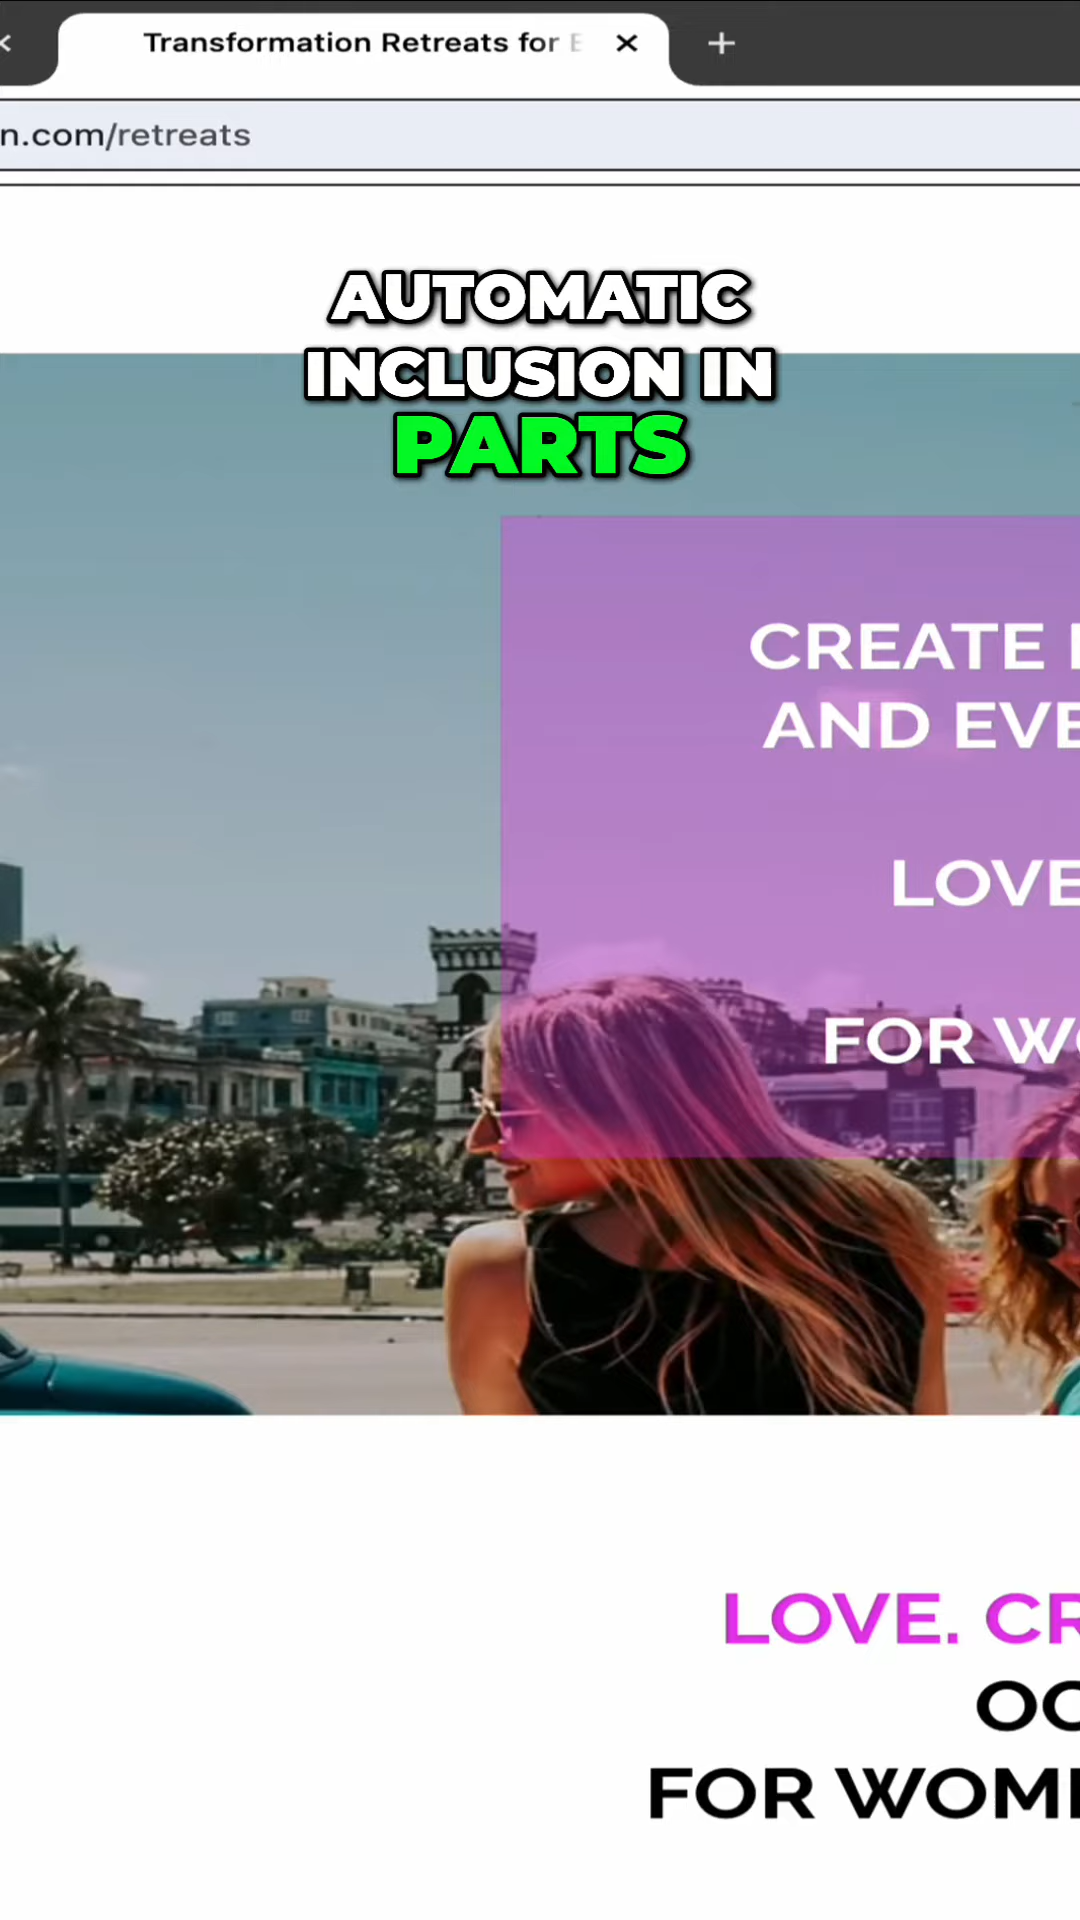 Transformation Retreats for
n.com/retreats
AUTOMATIC
INCLUSION IN
PARTS
CREATE
AND EVE
LOVE
FOR WO
LOVE. CR
OC
FOR WOM